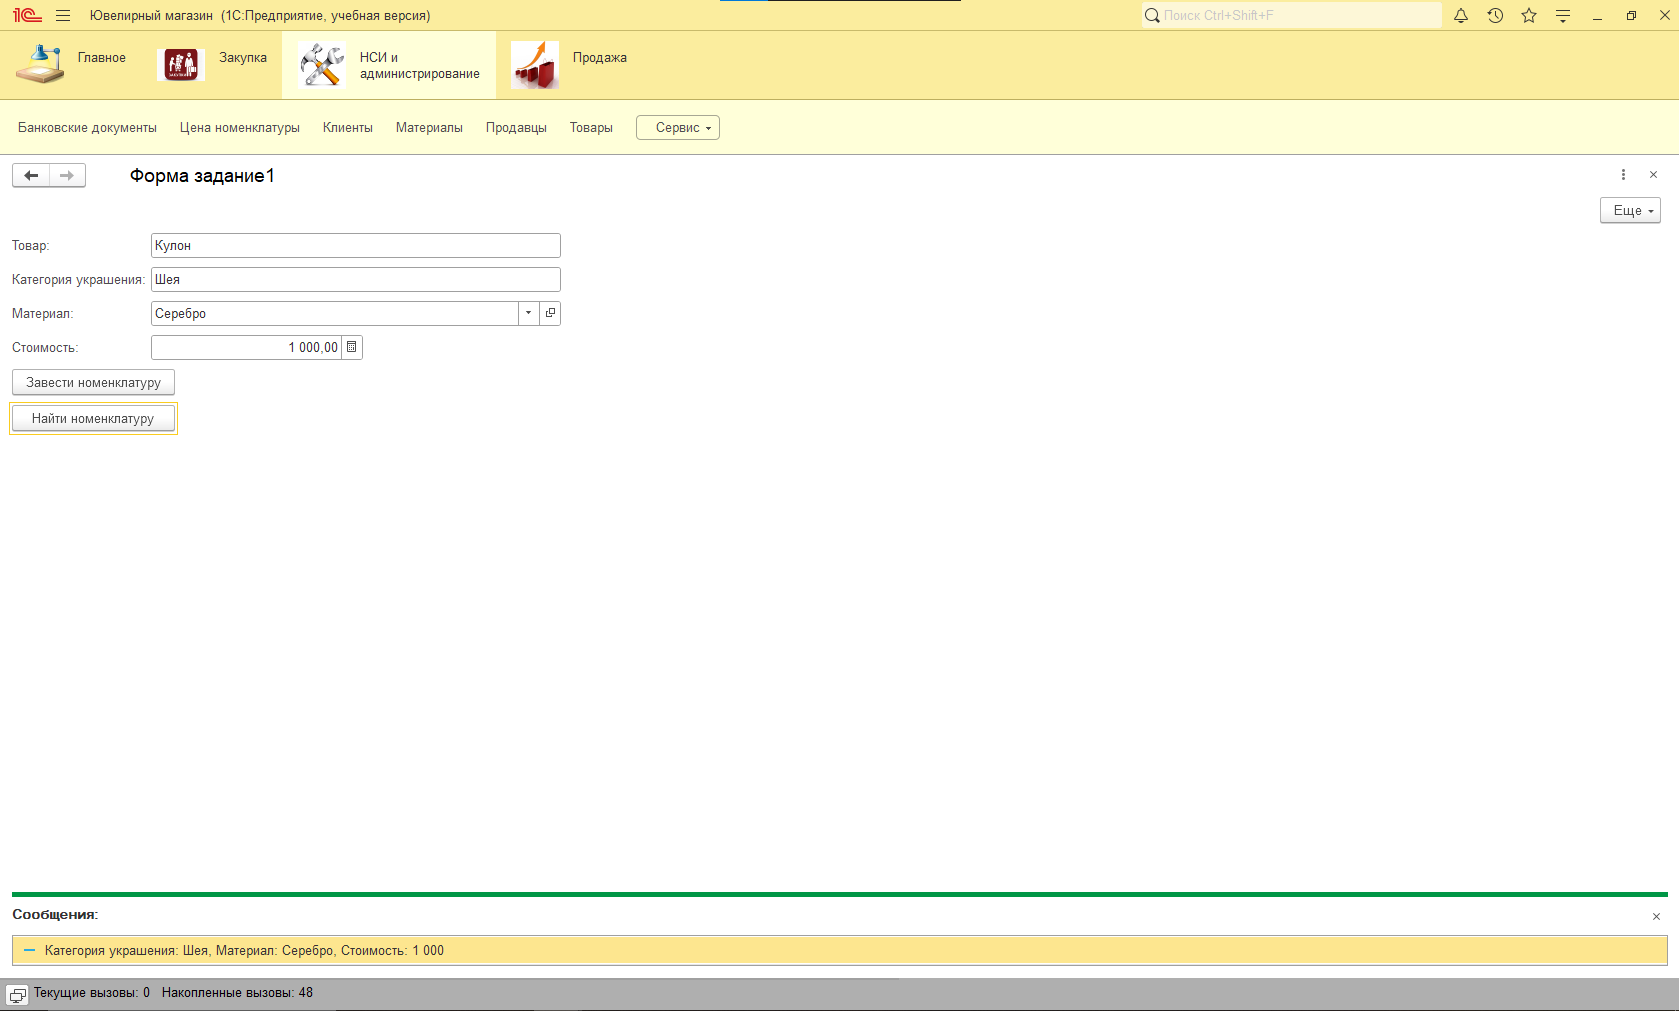 1С Ювелирный магазин (1С:Предприятие, учебная версия) Поиск Ctrl+Shift+F
Главное ЗАКУПКИ Закупка НСИ и администрирование Продажа
Банковские документы Цена номенклатуры Клиенты Материалы Продавцы Товары Сервис
Форма задание1
Еще
Товар: Кулон
Категория украшения: Шея
Материал: Серебро
Стоимость: 1 000,00
Завести номенклатуру
Найти номенклатуру
Сообщения:
Категория украшения: Шея, Материал: Серебро, Стоимость: 1 000
Текущие вызовы: 0 Накопленные вызовы: 48